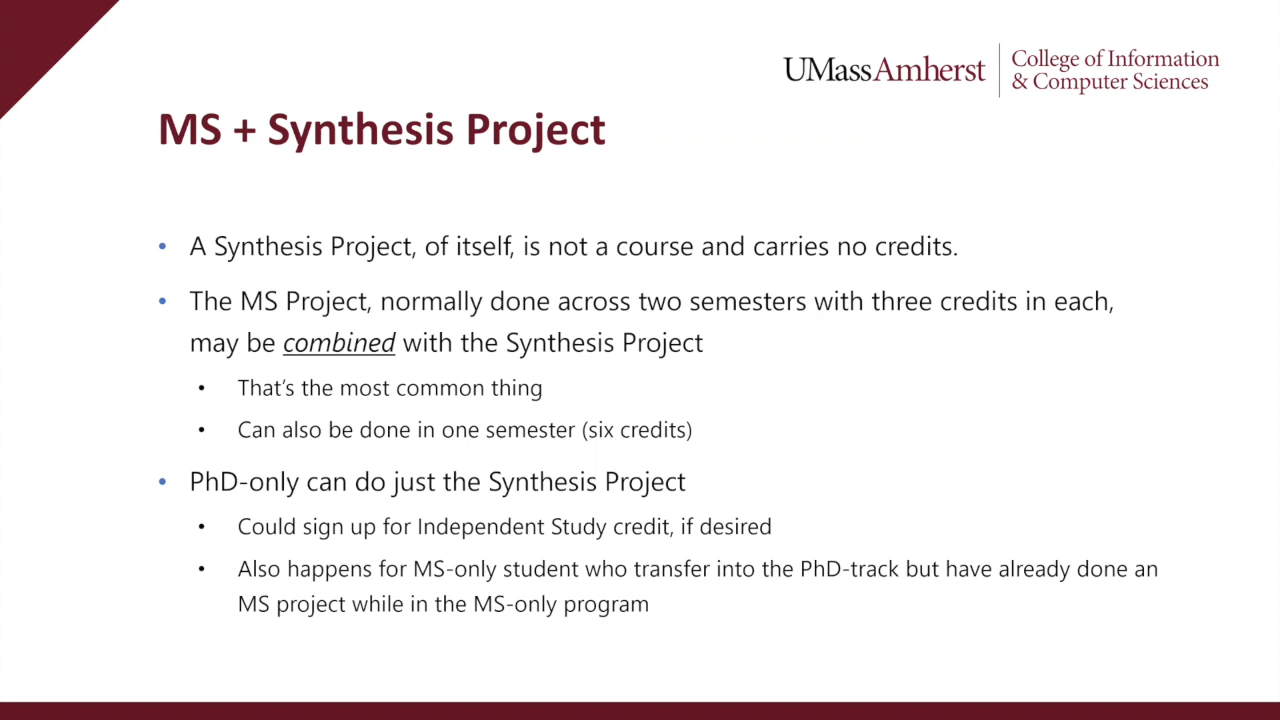 UMassAmherst
College of Information
& Computer Sciences
MS + Synthesis Project
• A Synthesis Project, of itself, is not a course and carries no credits.
• The MS Project, normally done across two semesters with three credits in each,
may be combined with the Synthesis Project
• That's the most common thing
• Can also be done in one semester (six credits)
• PhD-only can do just the Synthesis Project
• Could sign up for Independent Study credit, if desired
• Also happens for MS-only student who transfer into the PhD-track but have already done an
MS project while in the MS-only program